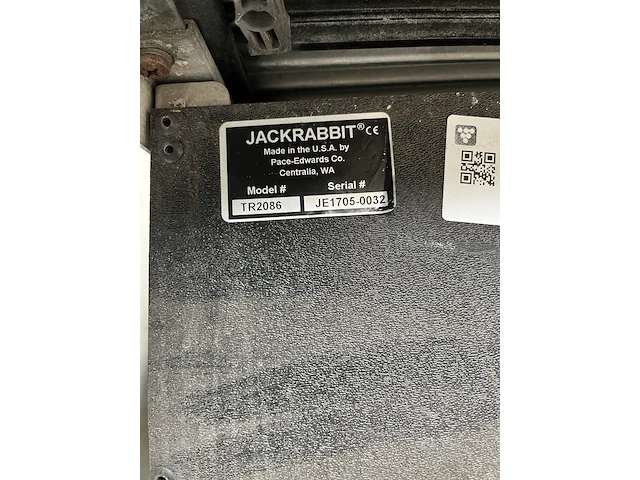 JACKRABBIT® CE
Made in the U.S.A. by
Pace-Edwards Co.
Centralia, WA
Model # Serial #
TR2086 JE1705-0032